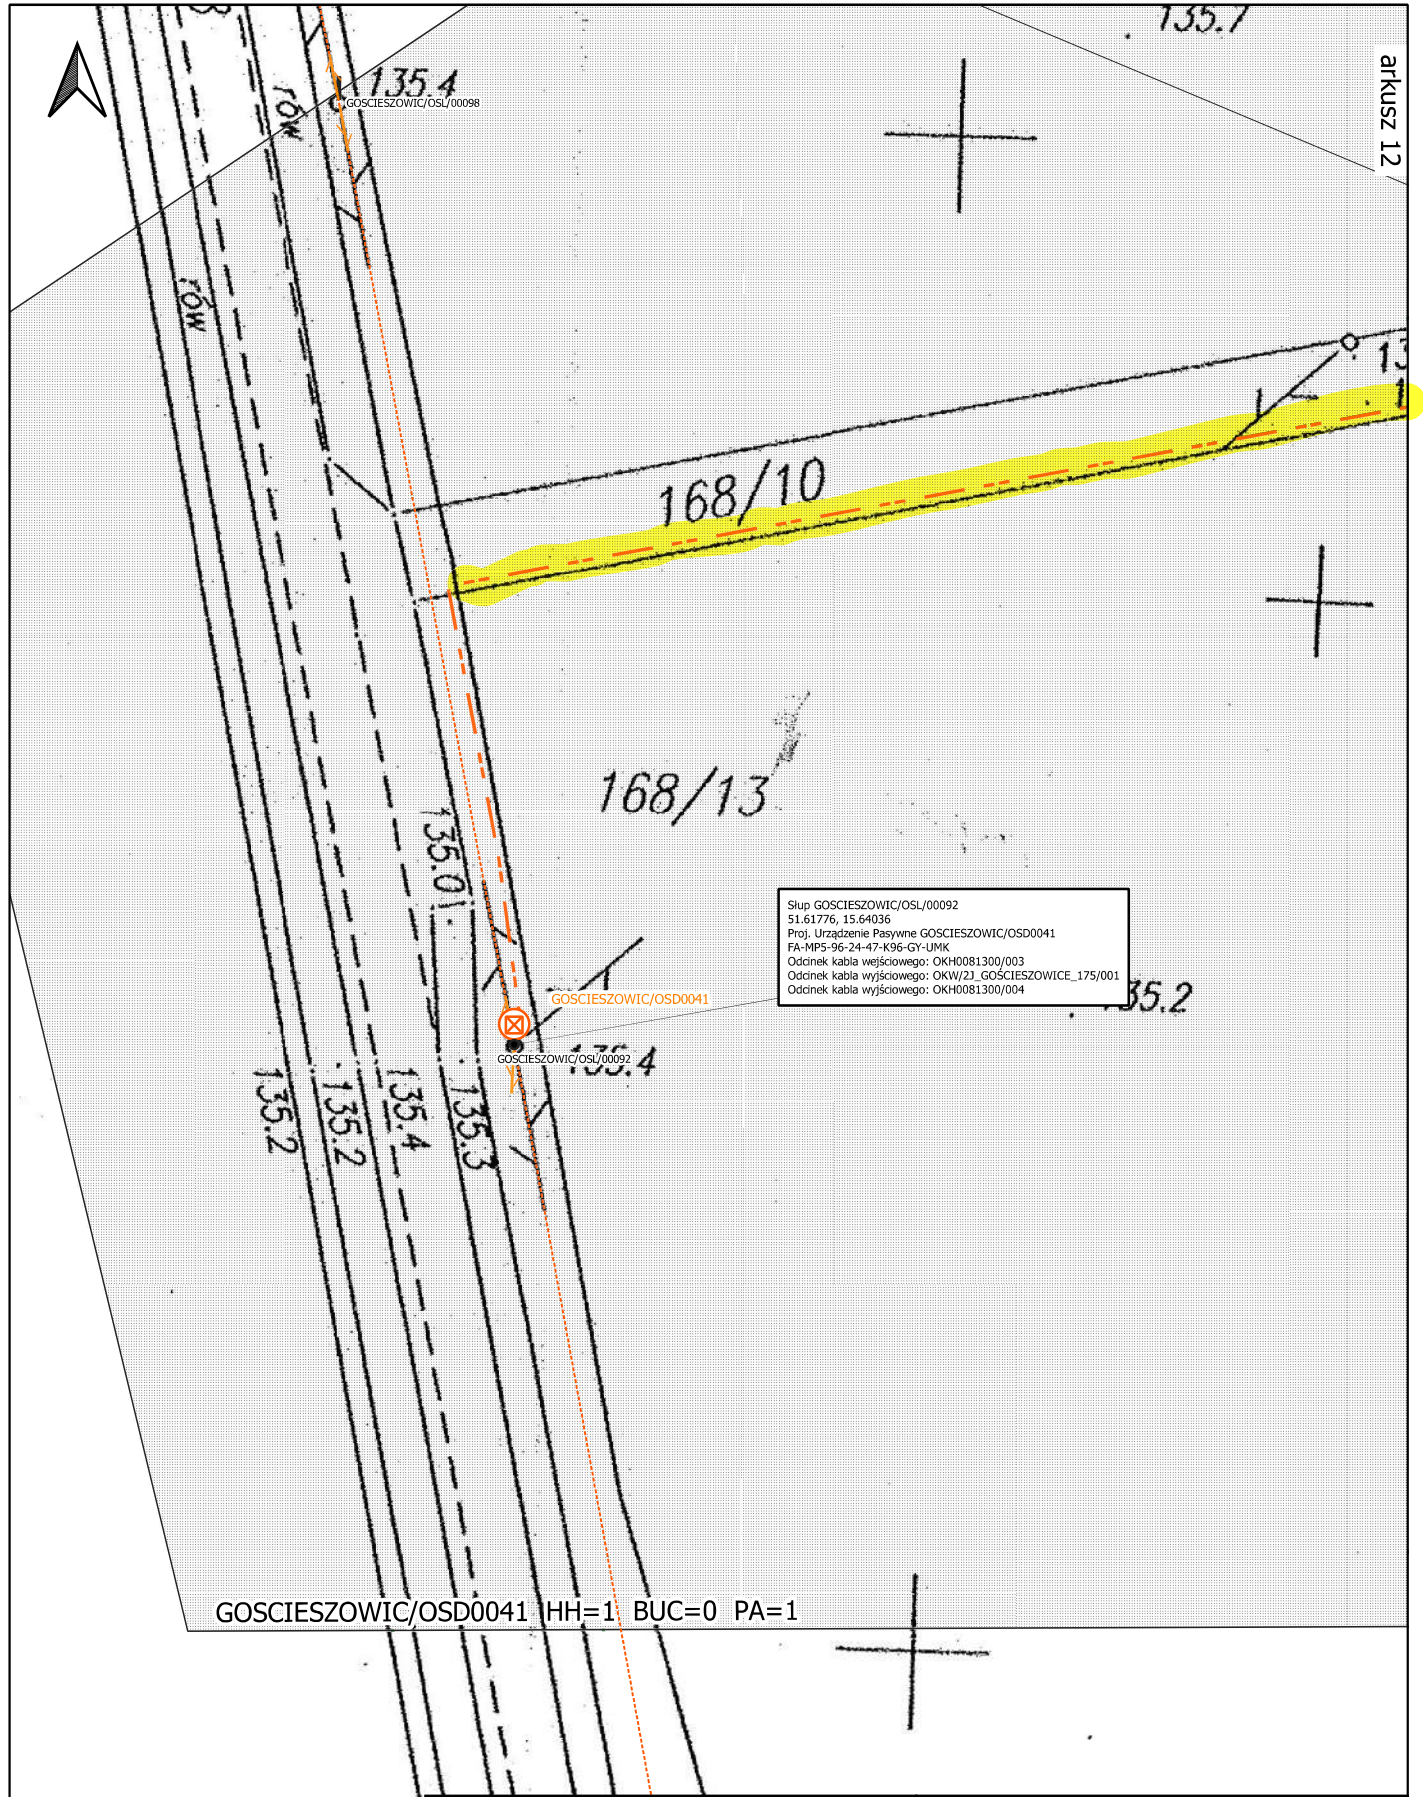 135.7
arkusz 12
135.4
GOSCIESZOWIC/OSL/00098
rów
rów
13
1
168/10
168/13
135.01.
Słup GOSCIESZOWIC/OSL/00092
51.61776, 15.64036
Proj. Urządzenie Pasywne GOSCIESZOWIC/OSD0041
FA-MP5-96-24-47-K96-GY-UMK
Odcinek kabla wejściowego: OKH0081300/003
Odcinek kabla wyjściowego: OKW/2J_GOŚCIESZOWICE_175/001
Odcinek kabla wyjściowego: OKH0081300/004
GOSCIESZOWIC/OSD0041
35.2
GOSCIESZOWIC/OSL/00092
135.4
135.2
135.2
135.4
135.3
GOSCIESZOWIC/OSD0041 HH=1 BUC=0 PA=1